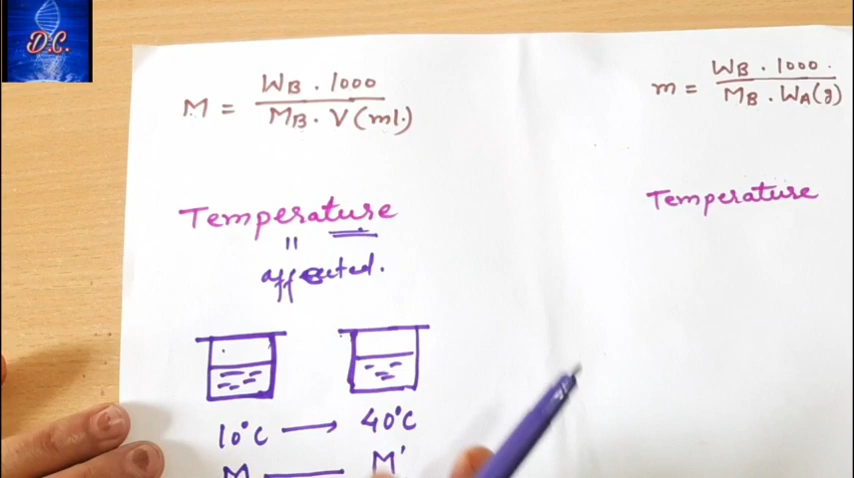 D.C.
M = WB . 1000 / MB . V (ml.)
m = WB . 1000 . / MB . WA (g)
Temperature
Temperature
"
affected.
10°C → 40°C
M — M'